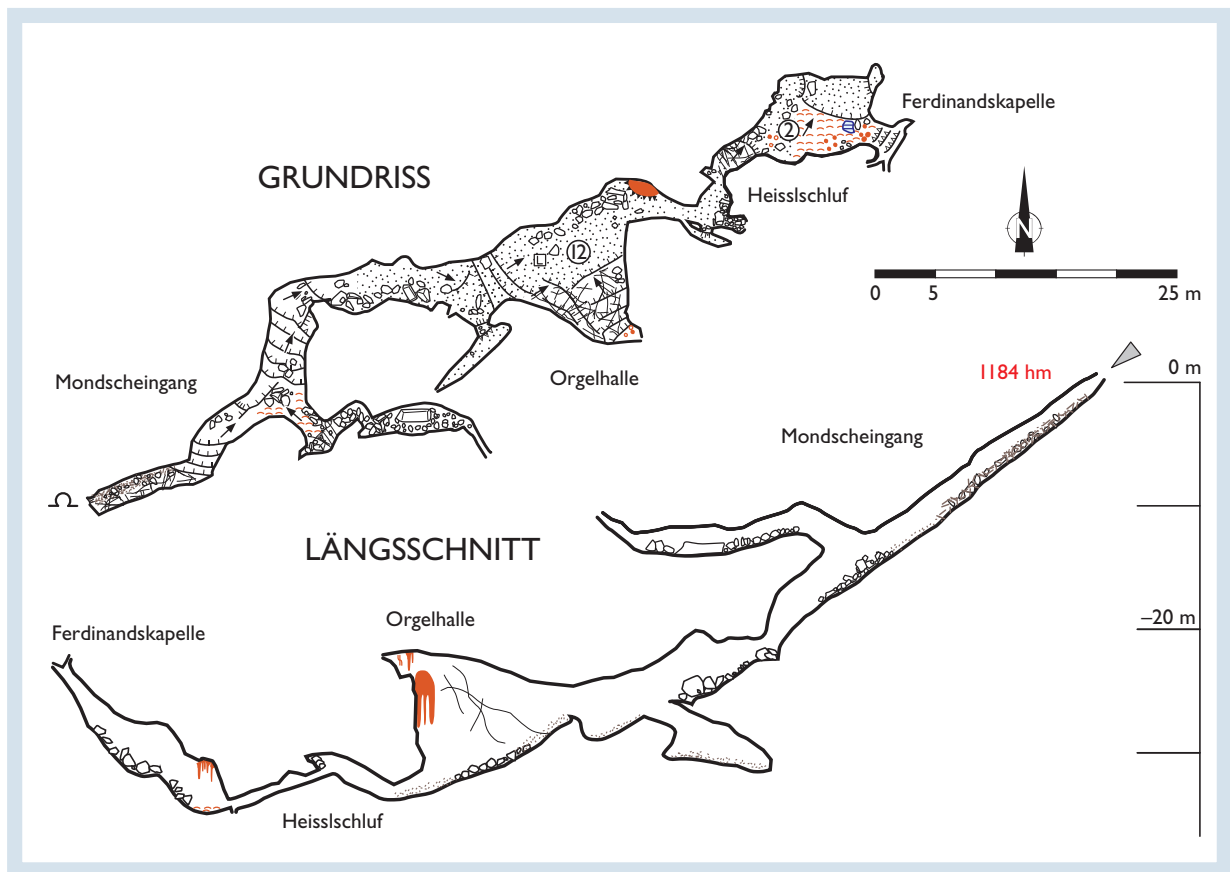 Ferdinandskapelle
2
GRUNDRISS
Heisslschluf
N
12
L
0 5 25 m
Orgelhalle
Mondscheingang
1184 hm
0 m
Mondscheingang
Ω
LÄNGSSCHNITT
Orgelhalle
–20 m
Ferdinandskapelle
Heisslschluf